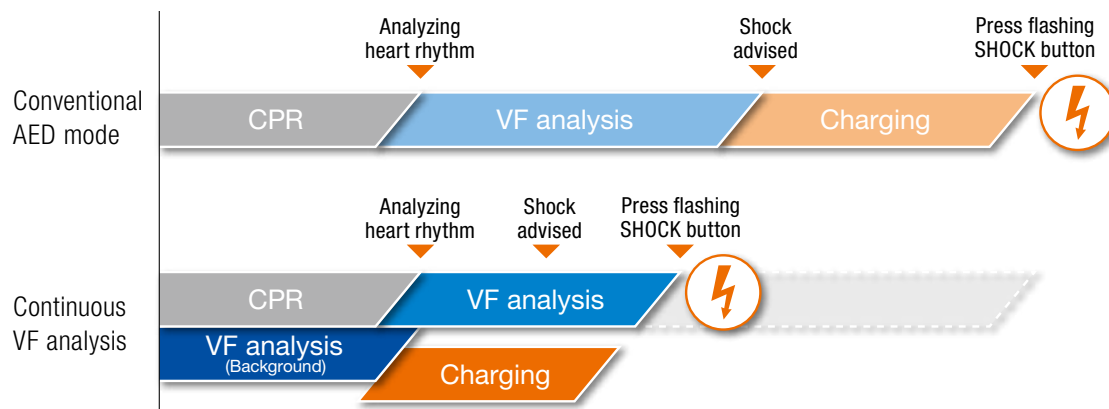 Analyzing
heart rhythm
Shock
advised
Press flashing
SHOCK button
Conventional
AED mode
CPR
VF analysis
Charging
Analyzing
heart rhythm
Shock
advised
Press flashing
SHOCK button
Continuous
VF analysis
CPR
VF analysis
VF analysis
(Background)
Charging